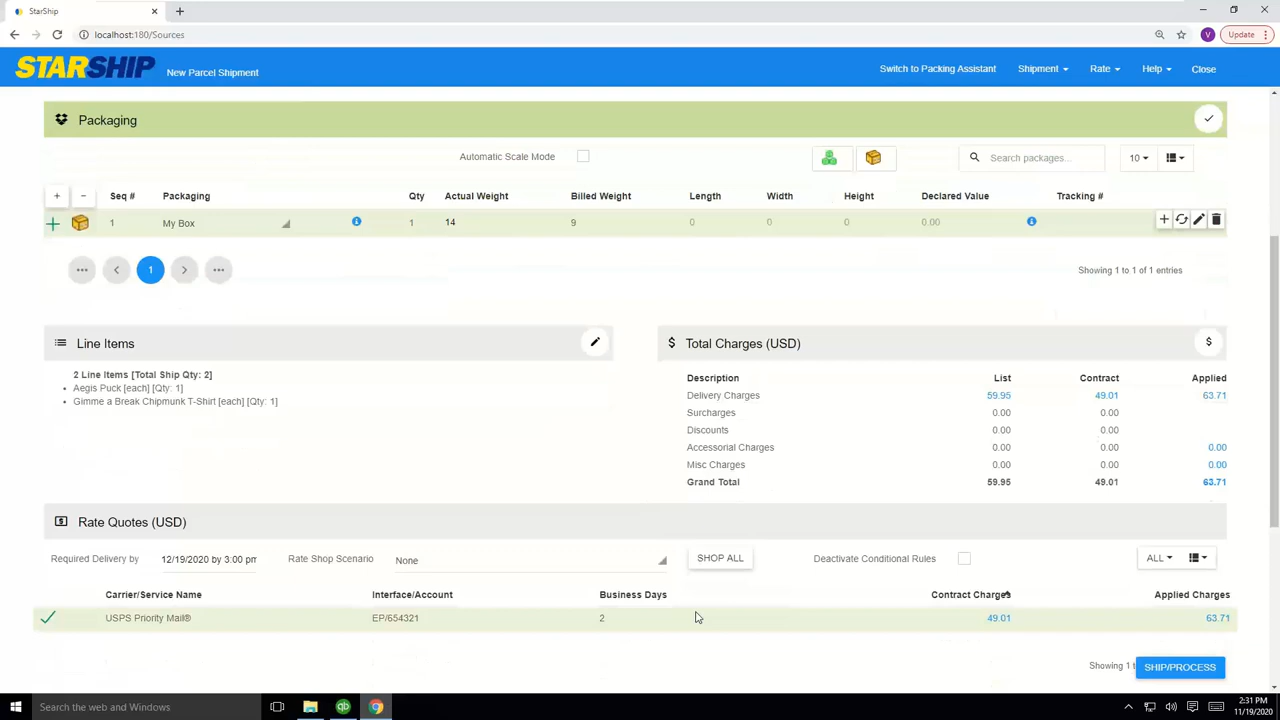 StarShip
localhost:180/Sources
V
Update
STARSHIP
New Parcel Shipment
Switch to Packing Assistant
Shipment
Rate
Help
Close
Packaging
Automatic Scale Mode
Search packages...
10
Seq # Packaging Qty Actual Weight Billed Weight Length Width Height Declared Value Tracking #
1 My Box 1 14 9 0 0 0 0.00
1
Showing 1 to 1 of 1 entries
Line Items
2 Line Items [Total Ship Qty: 2]
Aegis Puck [each] [Qty: 1]
Gimme a Break Chipmunk T-Shirt [each] [Qty: 1]
$ Total Charges (USD) $
Description List Contract Applied
Delivery Charges 59.95 49.01 63.71
Surcharges 0.00 0.00
Discounts 0.00 0.00
Accessorial Charges 0.00 0.00 0.00
Misc Charges 0.00 0.00 0.00
Grand Total 59.95 49.01 63.71
Rate Quotes (USD)
Required Delivery by 12/19/2020 by 3:00 pm Rate Shop Scenario None SHOP ALL Deactivate Conditional Rules ALL
Carrier/Service Name Interface/Account Business Days Contract Charges Applied Charges
USPS Priority Mail® EP/654321 2 49.01 63.71
Showing 1
SHIP/PROCESS
Search the web and Windows
2:31 PM
11/19/2020